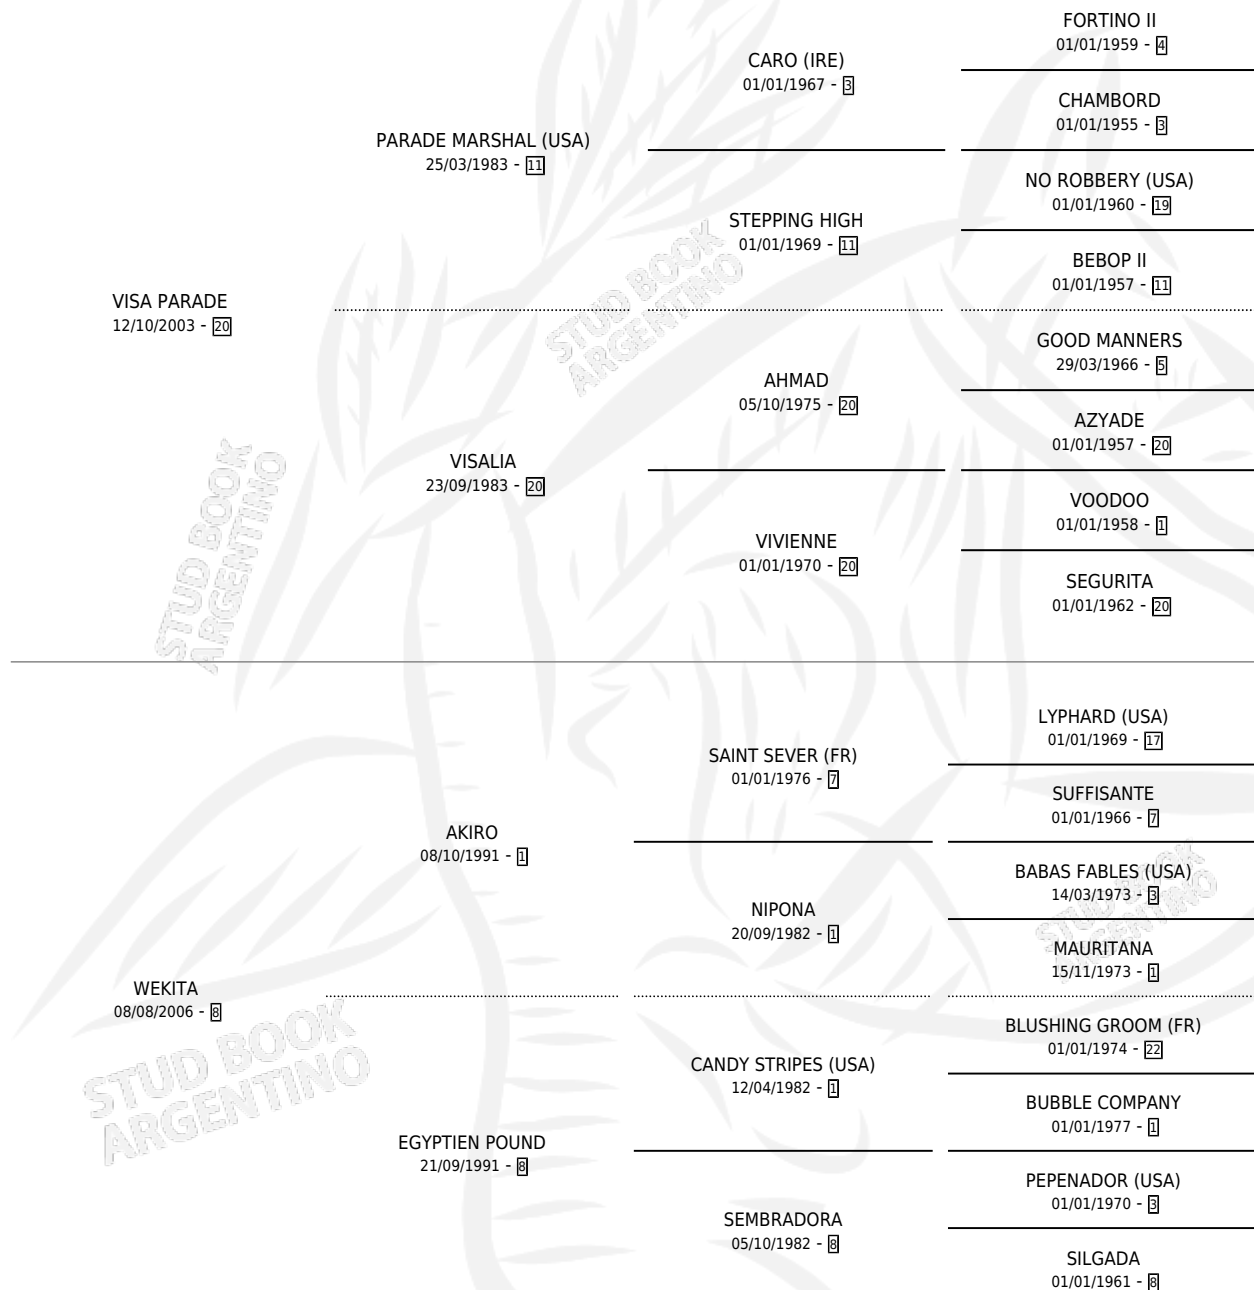 FORTINO II
01/01/1959 - 4
CARO (IRE)
01/01/1967 - 3
CHAMBORD
01/01/1955 - 3
PARADE MARSHAL (USA)
25/03/1983 - 11
NO ROBBERY (USA)
01/01/1960 - 19
STEPPING HIGH
01/01/1969 - 11
BEBOP II
01/01/1957 - 11
VISA PARADE
12/10/2003 - 20
STUD BOOK
ARGENTINO
GOOD MANNERS
29/03/1966 - 5
AHMAD
05/10/1975 - 20
AZYADE
01/01/1957 - 20
VISALIA
23/09/1983 - 20
VOODOO
01/01/1958 - 1
VIVIENNE
01/01/1970 - 20
SEGURITA
01/01/1962 - 20
STUD BOOK
ARGENTINO
LYPHARD (USA)
01/01/1969 - 17
SAINT SEVER (FR)
01/01/1976 - 7
SUFFISANTE
01/01/1966 - 7
AKIRO
08/10/1991 - 1
BABAS FABLES (USA)
14/03/1973 - 3
NIPONA
20/09/1982 - 1
MAURITANA
15/11/1973 - 1
STUD BOOK
ARGENTINO
WEKITA
08/08/2006 - 8
BLUSHING GROOM (FR)
01/01/1974 - 22
CANDY STRIPES (USA)
12/04/1982 - 1
BUBBLE COMPANY
01/01/1977 - 1
STUD BOOK
ARGENTINO
EGYPTIEN POUND
21/09/1991 - 8
PEPENADOR (USA)
01/01/1970 - 3
SEMBRADORA
05/10/1982 - 8
SILGADA
01/01/1961 - 8